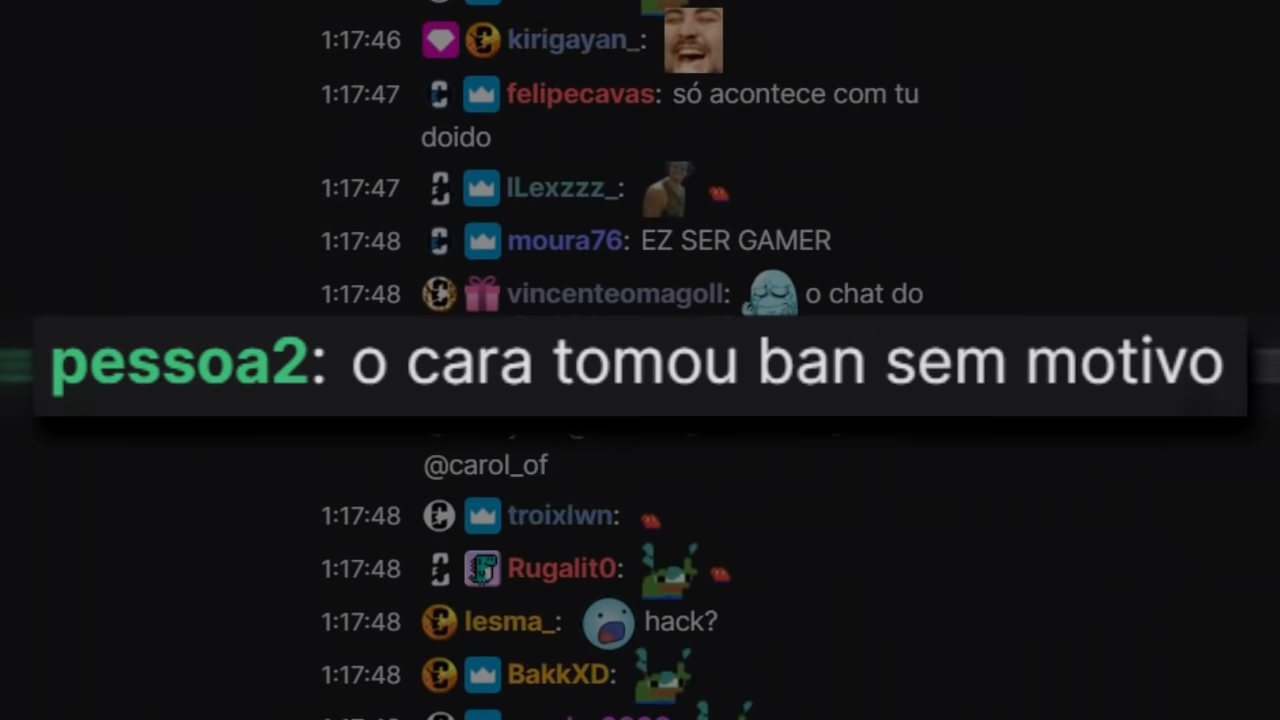 1:17:46 kirigayan_:
1:17:47 felipecavas: só acontece com tu
doido
1:17:47 lLexzzz_:
1:17:48 moura76: EZ SER GAMER
1:17:48 vincenteomagoll: o chat do
pessoa2: o cara tomou ban sem motivo
@carol_of
1:17:48 troixlwn:
1:17:48 Rugalit0:
1:17:48 lesma_: hack?
1:17:48 BakkXD: